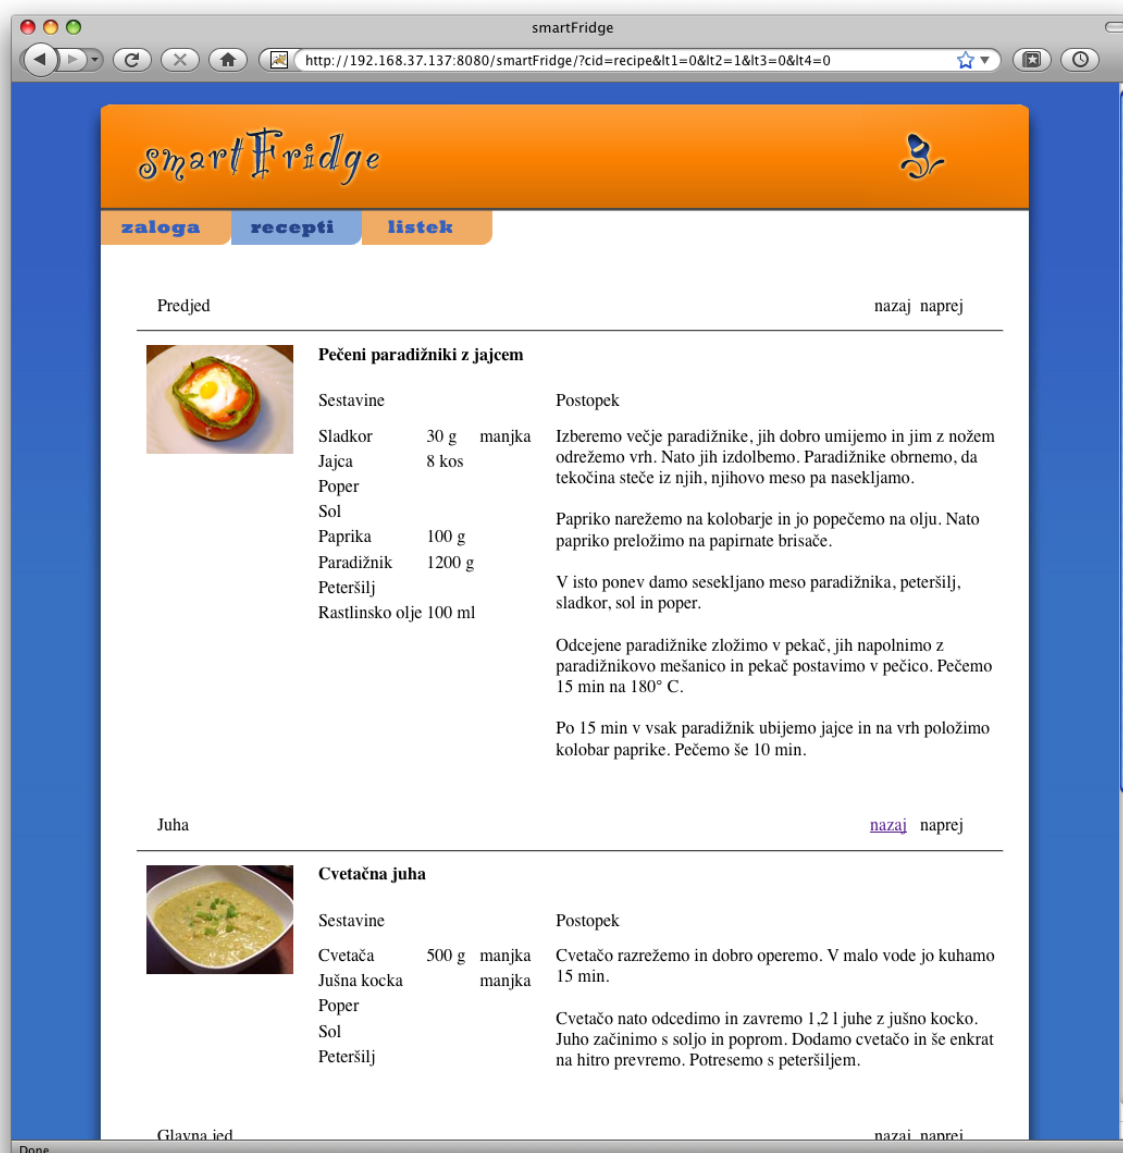 smartFridge
http://192.168.37.137:8080/smartFridge/?cid=recipe&lt1=0&lt2=1&lt3=0&lt4=0
smartFridge
zaloga recepti listek
Predjed nazaj naprej
Pečeni paradižniki z jajcem
Sestavine
Sladkor 30 g manjka
Jajca 8 kos
Poper
Sol
Paprika 100 g
Paradižnik 1200 g
Peteršilj
Rastlinsko olje 100 ml
Postopek
Izberemo večje paradižnike, jih dobro umijemo in jim z nožem
odrežemo vrh. Nato jih izdolbemo. Paradižnike obrnemo, da
tekočina steče iz njih, njihovo meso pa nasekljamo.
Papriko narežemo na kolobarje in jo popečemo na olju. Nato
papriko preložimo na papirnate brisače.
V isto ponev damo sesekljano meso paradižnika, peteršilj,
sladkor, sol in poper.
Odcejene paradižnike zložimo v pekač, jih napolnimo z
paradižnikovo mešanico in pekač postavimo v pečico. Pečemo
15 min na 180° C.
Po 15 min v vsak paradižnik ubijemo jajce in na vrh položimo
kolobar paprike. Pečemo še 10 min.
Juha nazaj naprej
Cvetačna juha
Sestavine
Cvetača 500 g manjka
Jušna kocka manjka
Poper
Sol
Peteršilj
Postopek
Cvetačo razrežemo in dobro operemo. V malo vode jo kuhamo
15 min.
Cvetačo nato odcedimo in zavremo 1,2 l juhe z jušno kocko.
Juho začinimo s soljo in poprom. Dodamo cvetačo in še enkrat
na hitro prevremo. Potresemo s peteršiljem.
Glavna jed nazaj naprej
Done